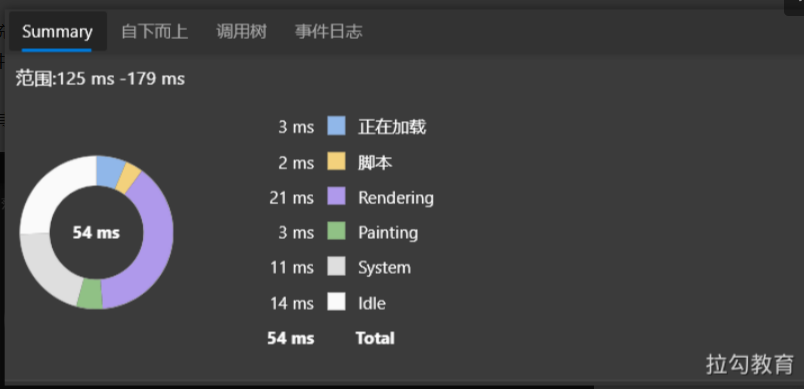 Summary 自下而上 调用树 事件日志
范围:125 ms -179 ms
3 ms 正在加载
2 ms 脚本
21 ms Rendering
54 ms
3 ms Painting
11 ms System
14 ms Idle
54 ms Total
拉勾教育